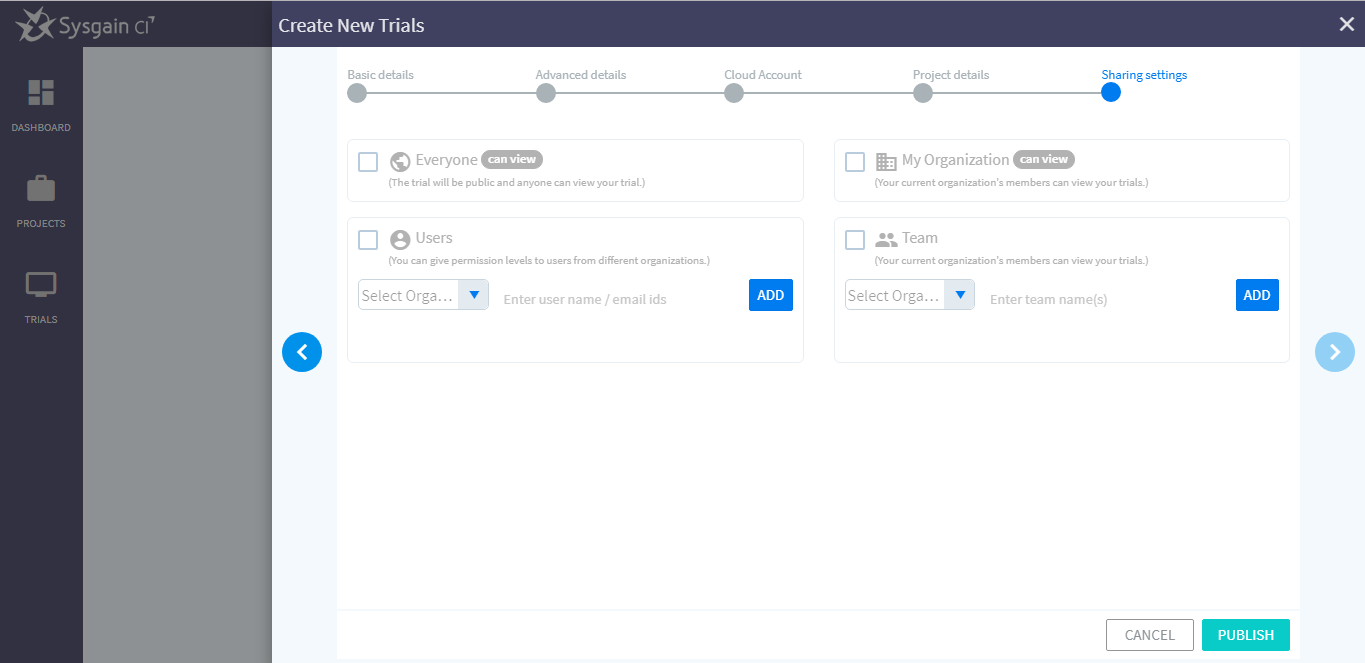 Sysgain CI
Create New Trials
DASHBOARD
PROJECTS
TRIALS
Basic details
Advanced details
Cloud Account
Project details
Sharing settings
Everyone can view
(The trial will be public and anyone can view your trial.)
My Organization can view
(Your current organization's members can view your trials.)
Users
(You can give permission levels to users from different organizations.)
Select Orga...
Enter user name / email ids
ADD
Team
(Your current organization's members can view your trials.)
Select Orga...
Enter team name(s)
ADD
CANCEL
PUBLISH